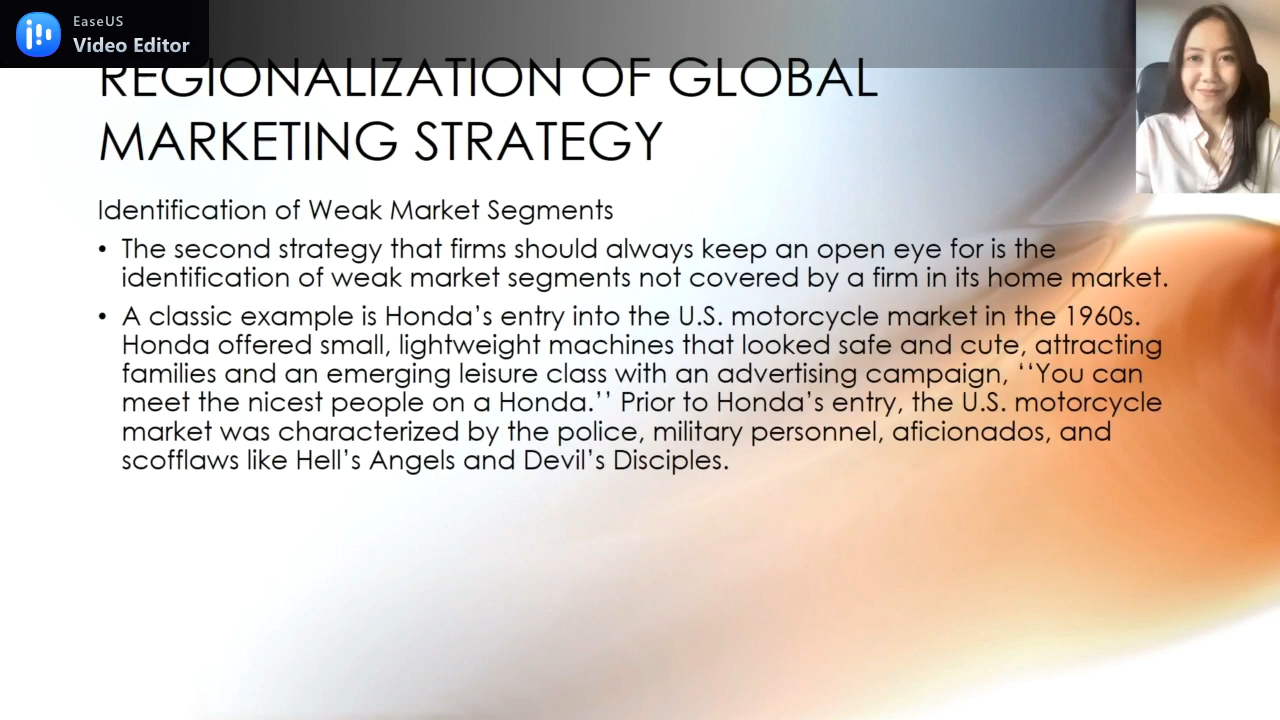 EaseUS
Video Editor
REGIONALIZATION OF GLOBAL
MARKETING STRATEGY
Identification of Weak Market Segments
• The second strategy that firms should always keep an open eye for is the
identification of weak market segments not covered by a firm in its home market.
• A classic example is Honda’s entry into the U.S. motorcycle market in the 1960s.
Honda offered small, lightweight machines that looked safe and cute, attracting
families and an emerging leisure class with an advertising campaign, ‘‘You can
meet the nicest people on a Honda.’’ Prior to Honda’s entry, the U.S. motorcycle
market was characterized by the police, military personnel, aficionados, and
scofflaws like Hell’s Angels and Devil’s Disciples.